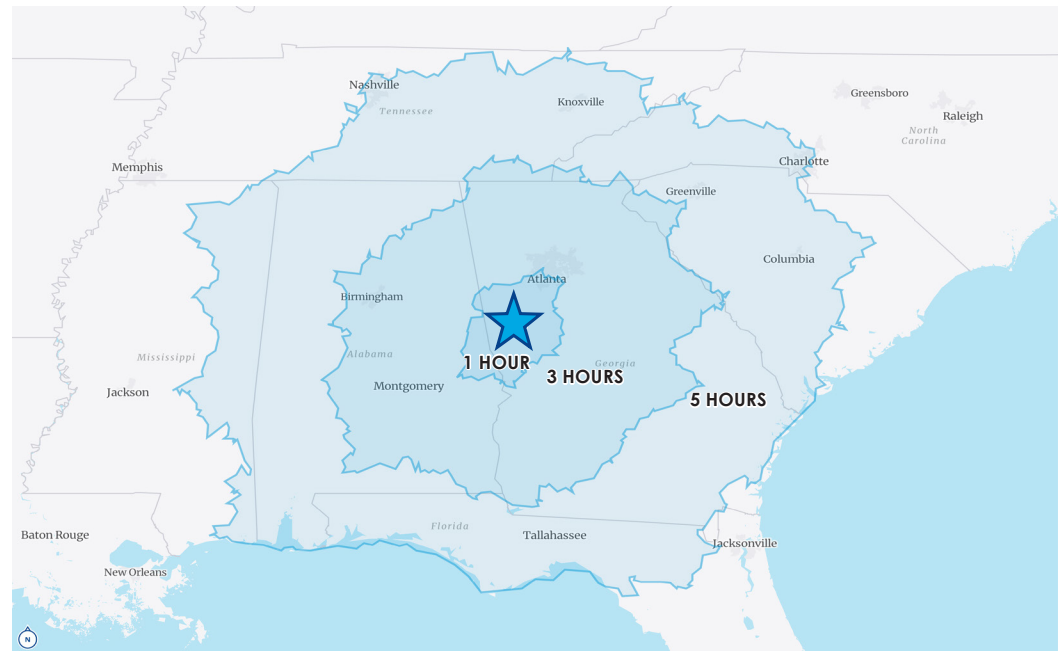 Nashville
Tennessee
Knoxville
Greensboro
Raleigh
North
Carolina
Memphis
Charlotte
Greenville
Columbia
Atlanta
Birmingham
Mississippi
Alabama
1 HOUR
Georgia
3 HOURS
Jackson
Montgomery
5 HOURS
Florida
Tallahassee
Baton Rouge
Jacksonville
New Orleans
N